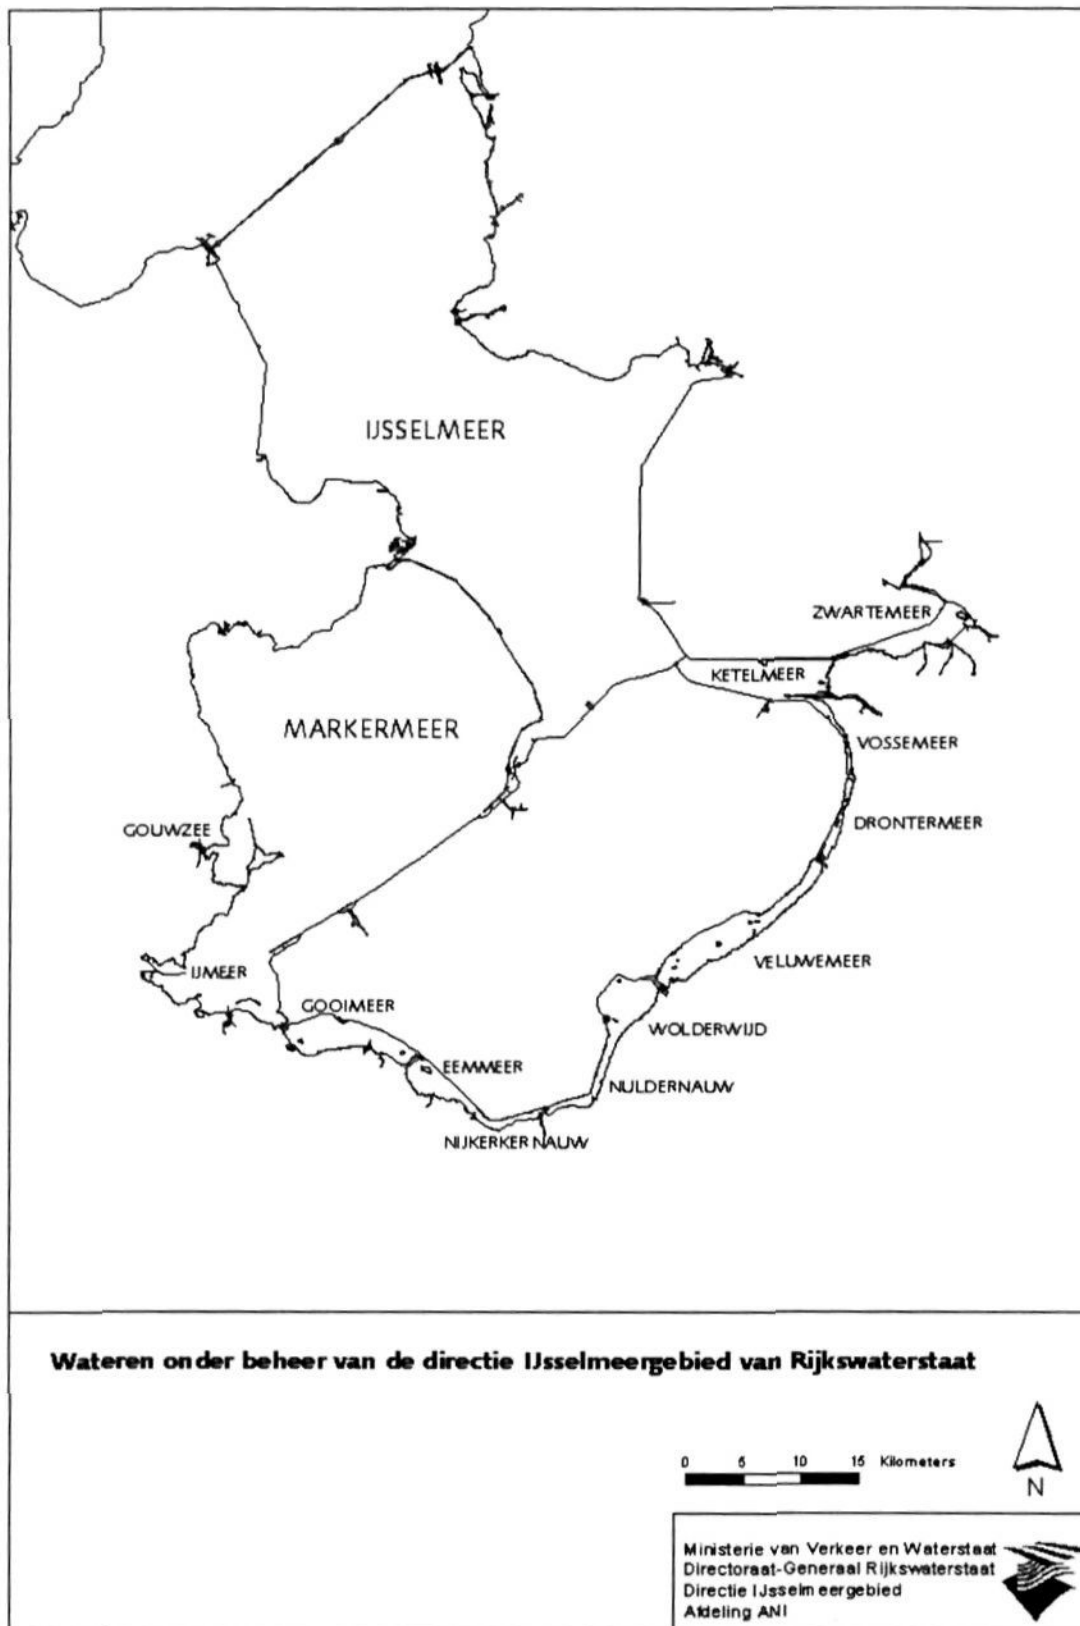 IJSSELMEER
ZWARTEMEER
KETELMEER
MARKERMEER
VOSSEMEER
GOUWZEE
DRONTERMEER
VELUWEMEER
IJMEER
GOOIMEER
WOLDERWIJD
EEMMEER
NULDERNAUW
NIJKERKER NAUW
Wateren onder beheer van de directie IJsselmeergebied van Rijkswaterstaat
0 5 10 15 Kilometers
N
Ministerie van Verkeer en Waterstaat
Directoraat-Generaal Rijkswaterstaat
Directie IJsselmeergebied
Afdeling ANI